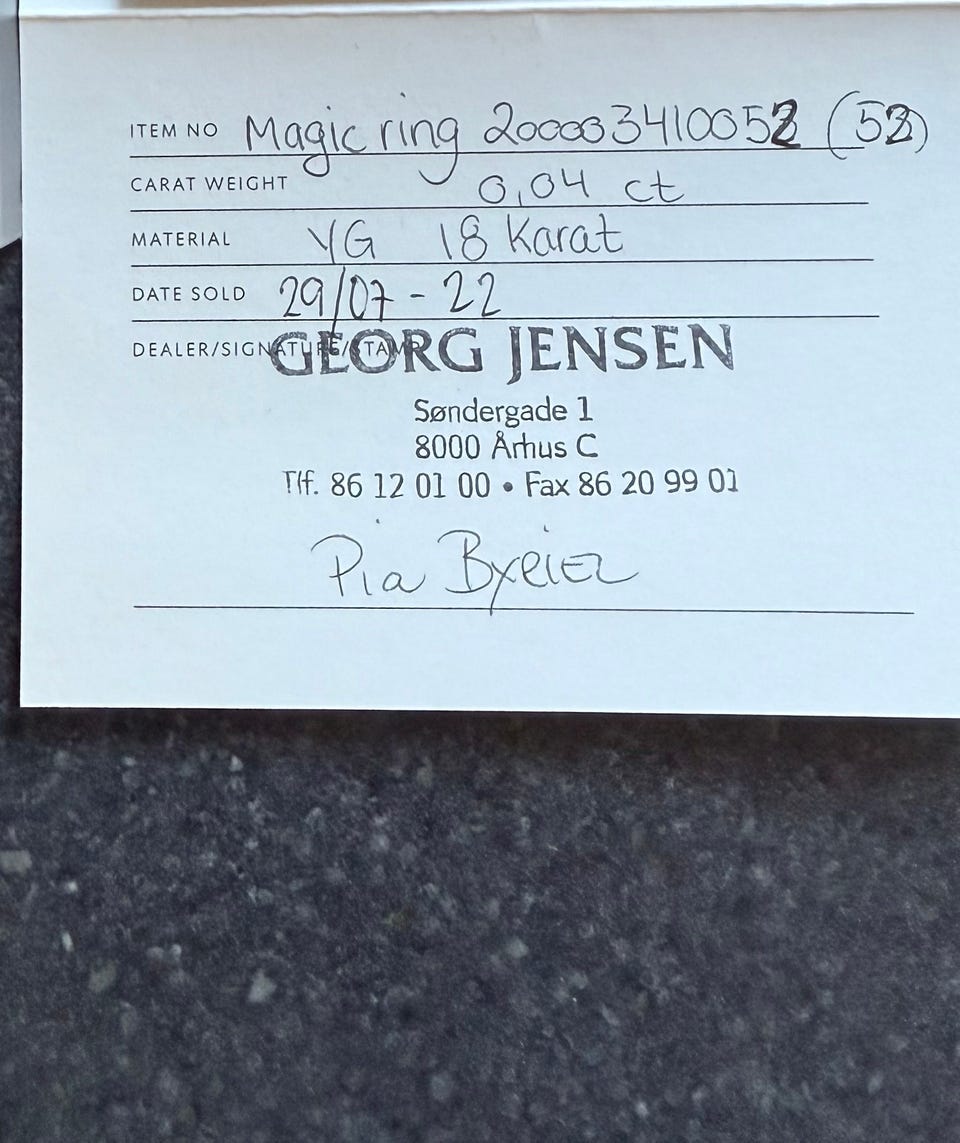 ITEM NO Magic ring 20000341005 (5
CARAT WEIGHT 0,04 ct
MATERIAL YG 18 Karat
DATE SOLD 29/07 - 22
DEALER/SIGNATURE/STAMP GEORG JENSEN
Søndergade 1
8000 Århus C
Tlf. 86 12 01 00 • Fax 86 20 99 01
Pia